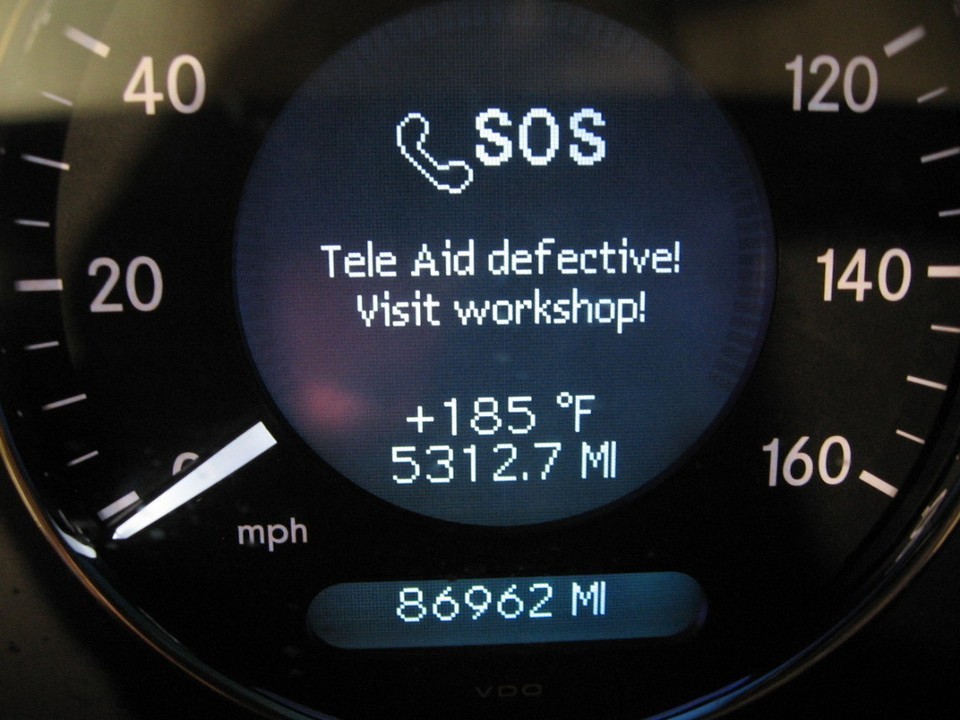 40
120
SOS
20
Tele Aid defective!
140
Visit workshop!
+185 °F
5312.7 MI
0
160
mph
86962 MI
VDO